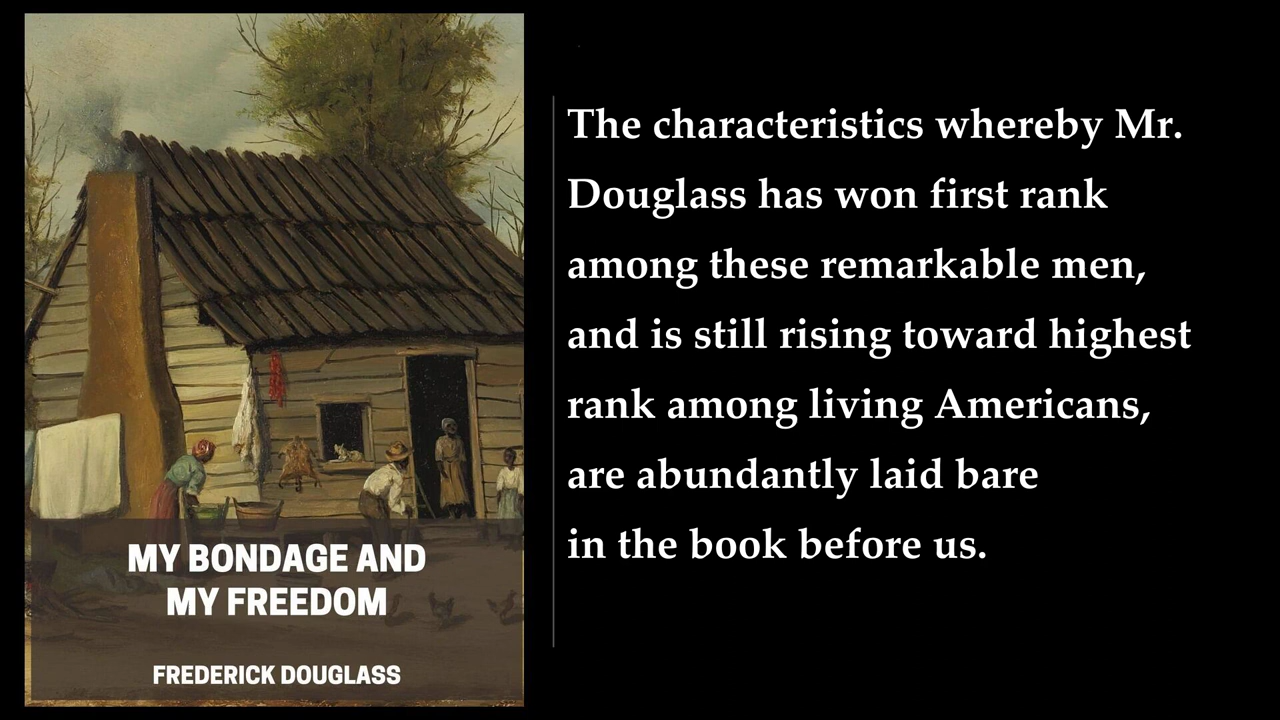 MY BONDAGE AND
MY FREEDOM
FREDERICK DOUGLASS
The characteristics whereby Mr.
Douglass has won first rank
among these remarkable men,
and is still rising toward highest
rank among living Americans,
are abundantly laid bare
in the book before us.